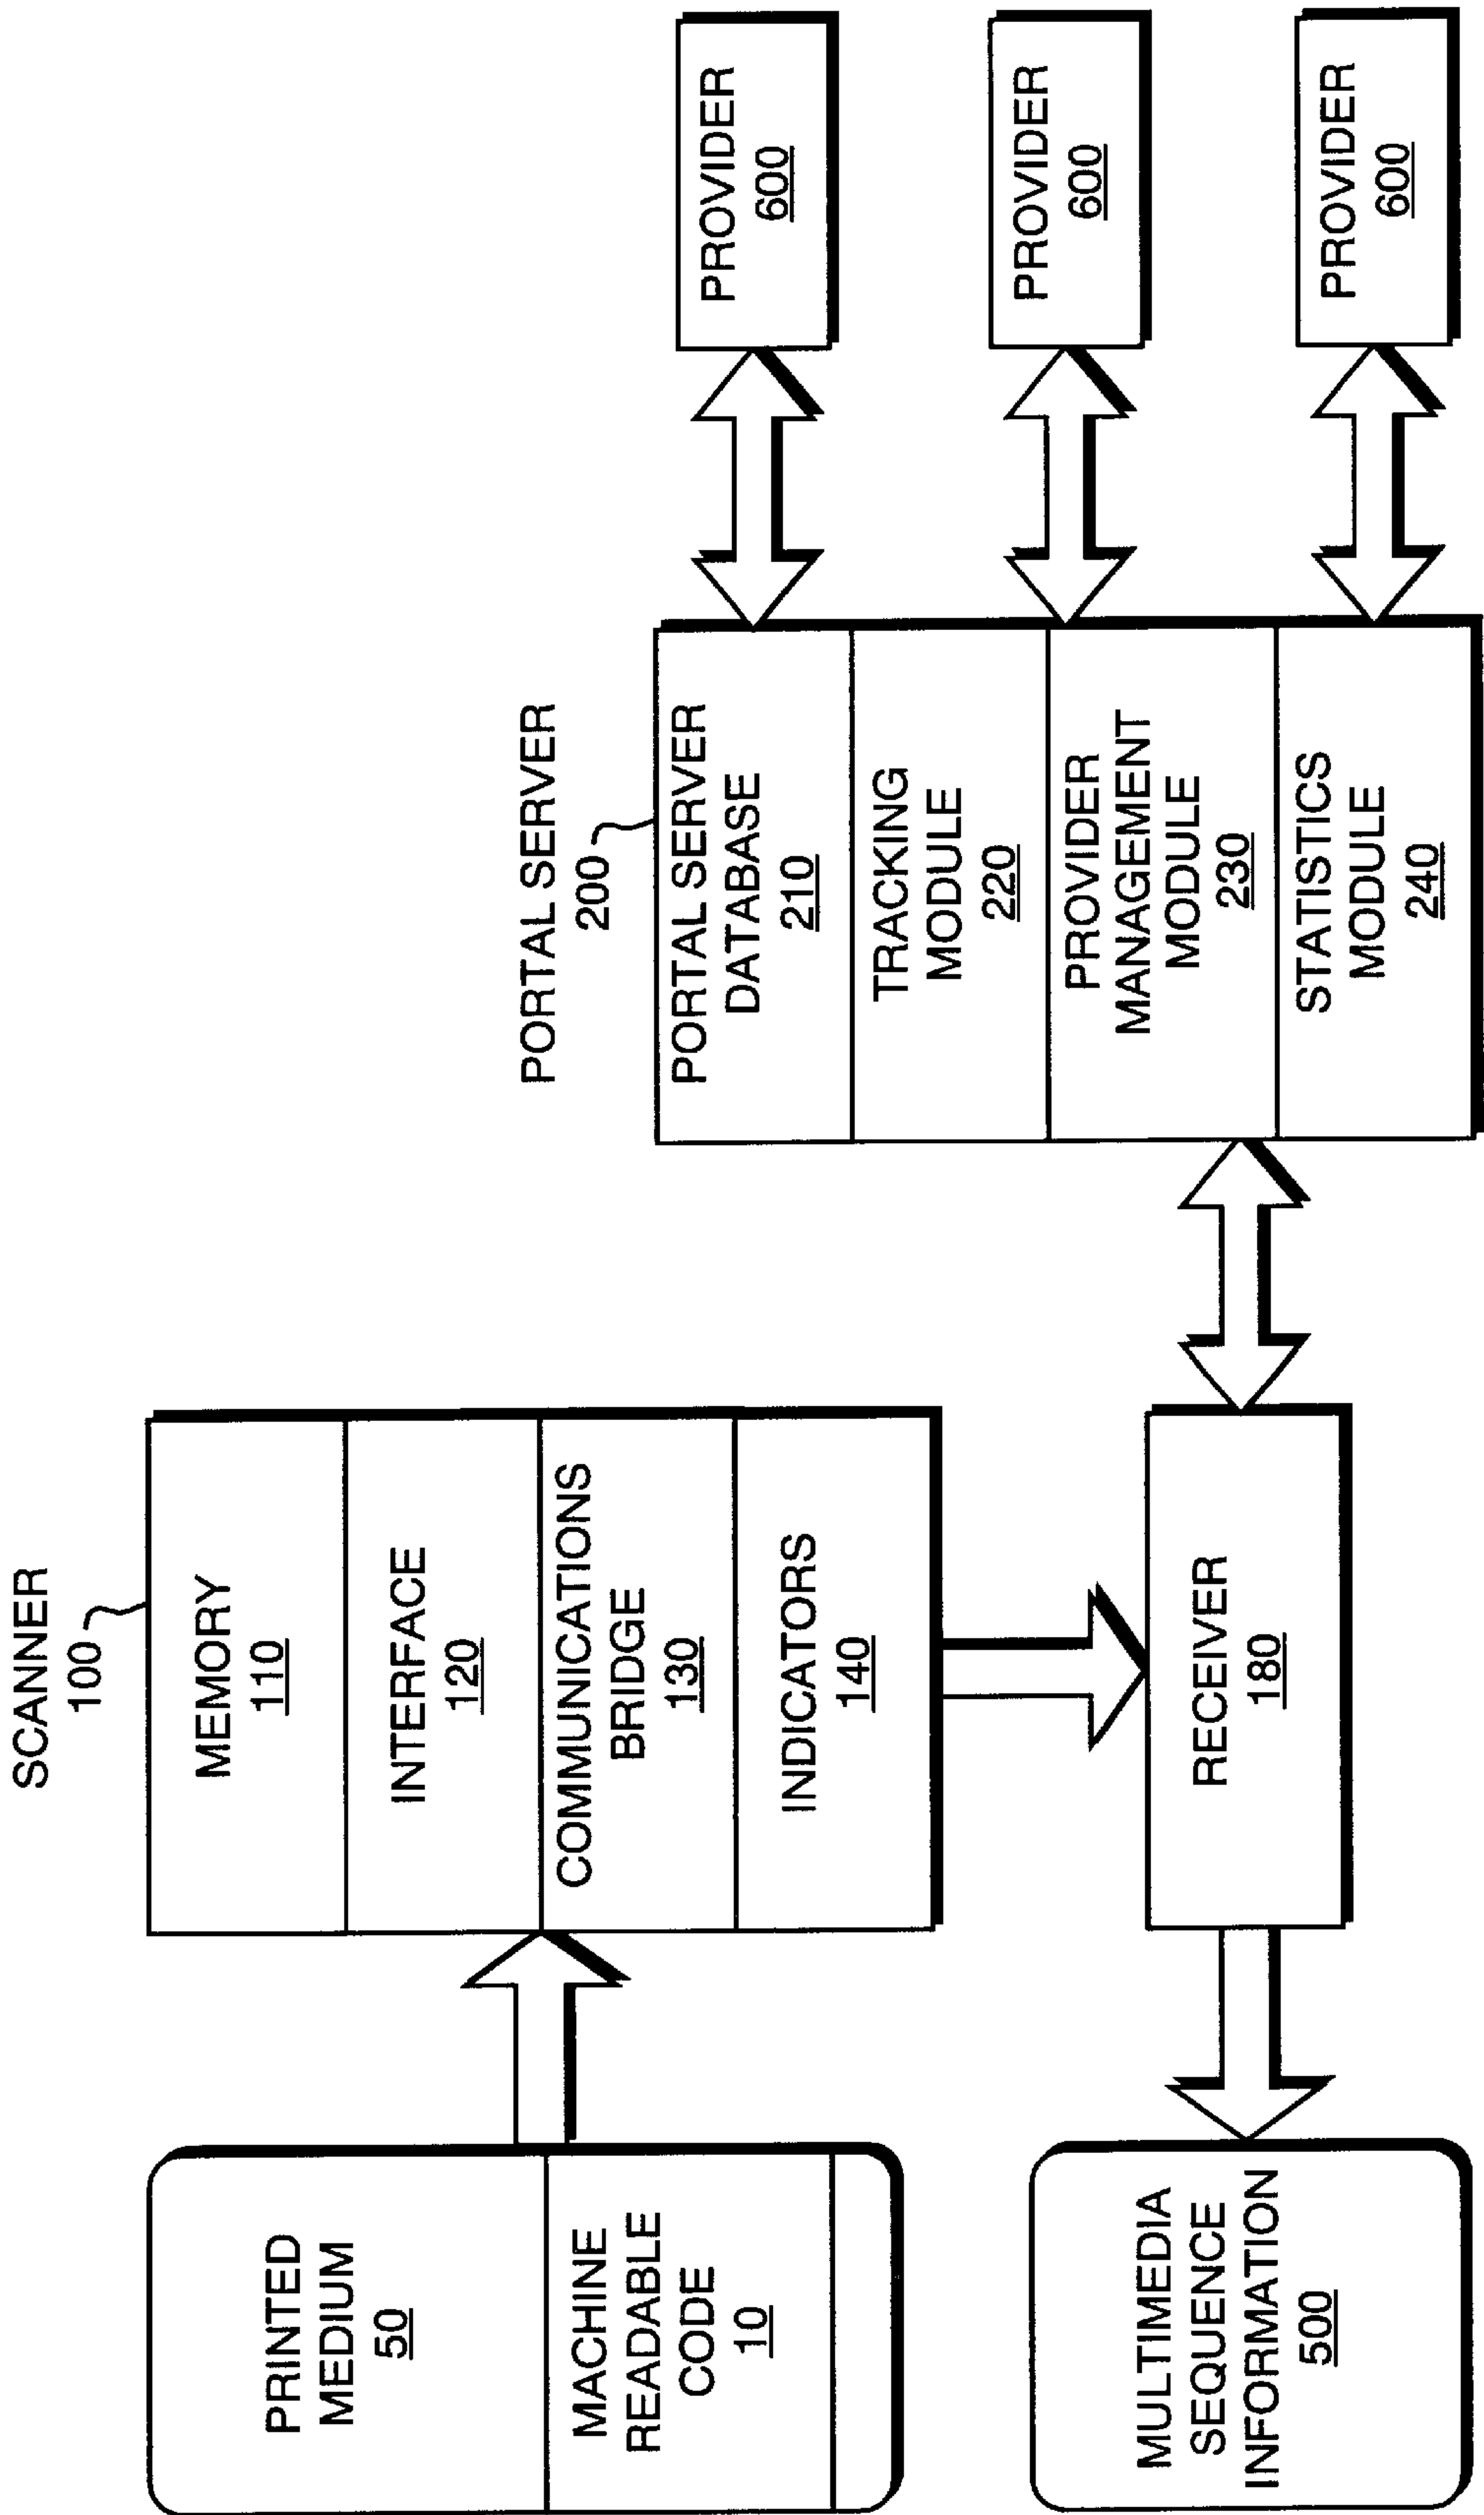 PRINTED
MEDIUM
50
MACHINE
READABLE
CODE
10
SCANNER
100
MEMORY
110
INTERFACE
120
COMMUNICATIONS
BRIDGE
130
INDICATORS
140
MULTIMEDIA
SEQUENCE
INFORMATION
500
RECEIVER
180
PORTAL SERVER
200
PORTAL SERVER
DATABASE
210
TRACKING
MODULE
220
PROVIDER
MANAGEMENT
MODULE
230
STATISTICS
MODULE
240
PROVIDER
600
PROVIDER
600
PROVIDER
600